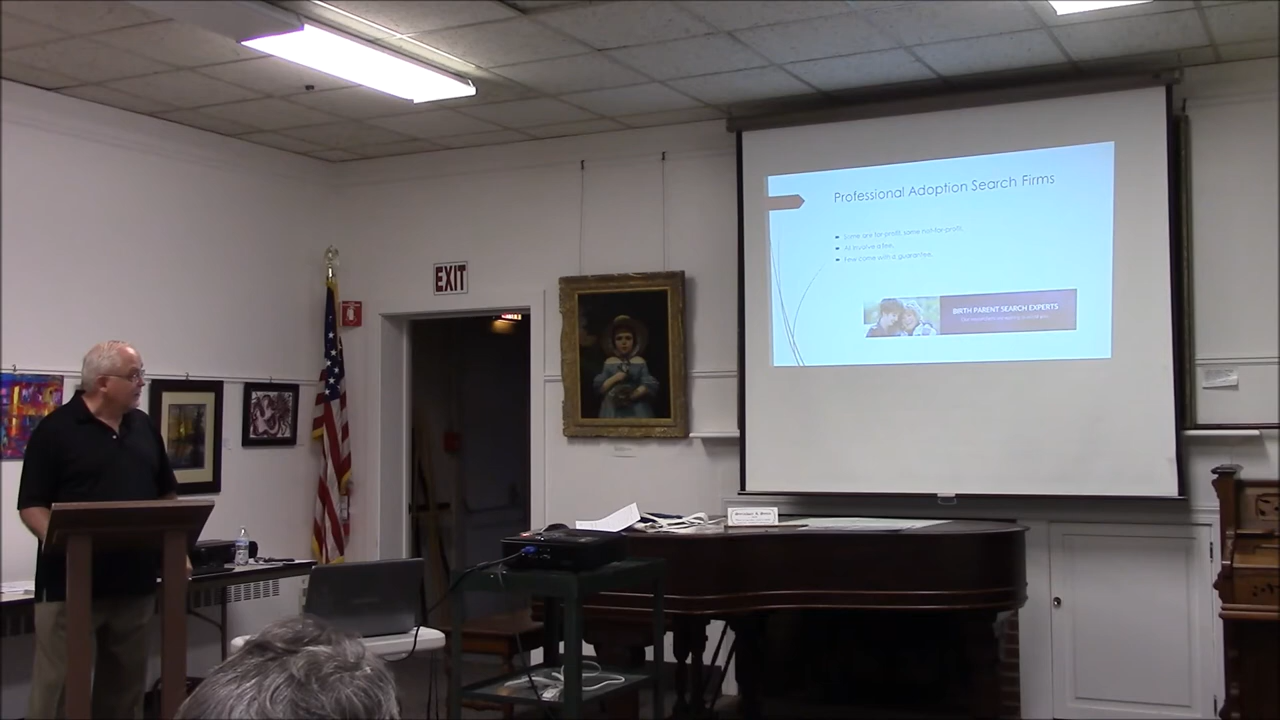 EXIT
Professional Adoption Search Firms
Some are for-profit, some not-for-profit.
All involve a fee.
Few come with a guarantee.
BIRTH PARENT SEARCH EXPERTS